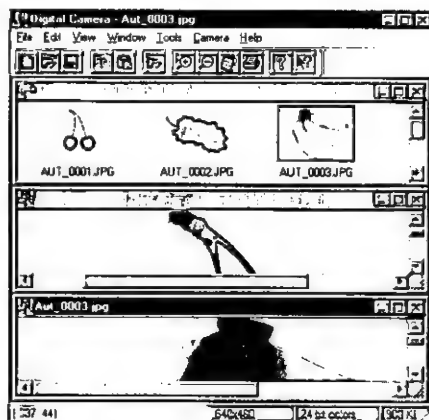 Digital Camera - Aut_0003 jpg
File Edit View Window Tools Camera Help
AUT_0001.JPG AUT_0002.JPG AUT_0003.JPG
Aut_0003 jpg
640x480 24 bit colors